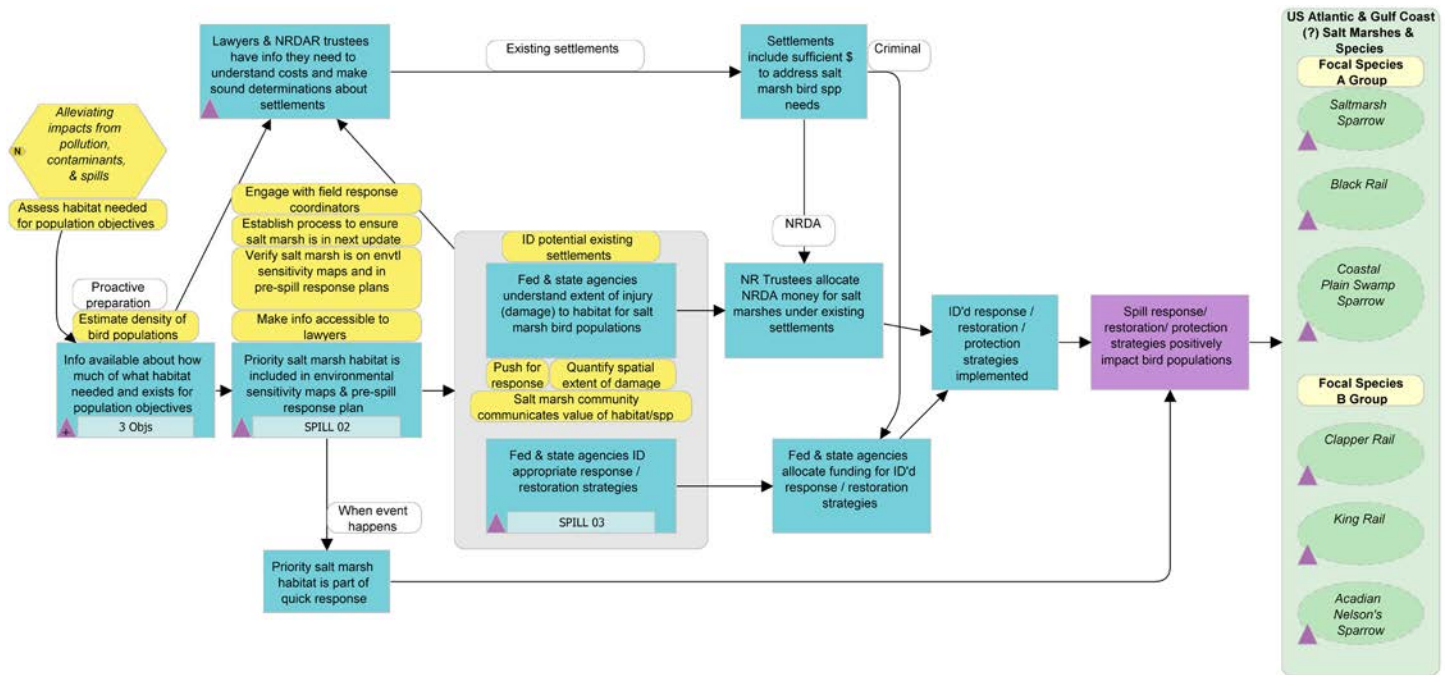 Alleviating
impacts from
pollution,
contaminants,
& spills
N
Assess habitat needed
for population objectives
Lawyers & NRDAR trustees
have info they need to
understand costs and make
sound determinations about
settlements
Existing settlements
Settlements
include sufficient $
to address salt
marsh bird spp
needs
Criminal
NRDA
Proactive
preparation
Estimate density of
bird populations
Info available about how
much of what habitat
needed and exists for
population objectives
3 Objs
Engage with field response
coordinators
Establish process to ensure
salt marsh is in next update
Verify salt marsh is on envtl
sensitivity maps and in
pre-spill response plans
Make info accessible to
lawyers
Priority salt marsh habitat is
included in environmental
sensitivity maps & pre-spill
response plan
SPILL 02
When event
happens
Priority salt marsh
habitat is part of
quick response
ID potential existing
settlements
Fed & state agencies
understand extent of injury
(damage) to habitat for salt
marsh bird populations
Push for
response
Quantify spatial
extent of damage
Salt marsh community
communicates value of habitat/spp
Fed & state agencies ID
appropriate response /
restoration strategies
SPILL 03
NR Trustees allocate
NRDA money for salt
marshes under existing
settlements
Fed & state agencies
allocate funding for ID'd
response / restoration
strategies
ID'd response /
restoration /
protection
strategies
implemented
Spill response/
restoration/ protection
strategies positively
impact bird populations
US Atlantic & Gulf Coast
(?) Salt Marshes &
Species
Focal Species
A Group
Saltmarsh
Sparrow
Black Rail
Coastal
Plain Swamp
Sparrow
Focal Species
B Group
Clapper Rail
King Rail
Acadian
Nelson's
Sparrow